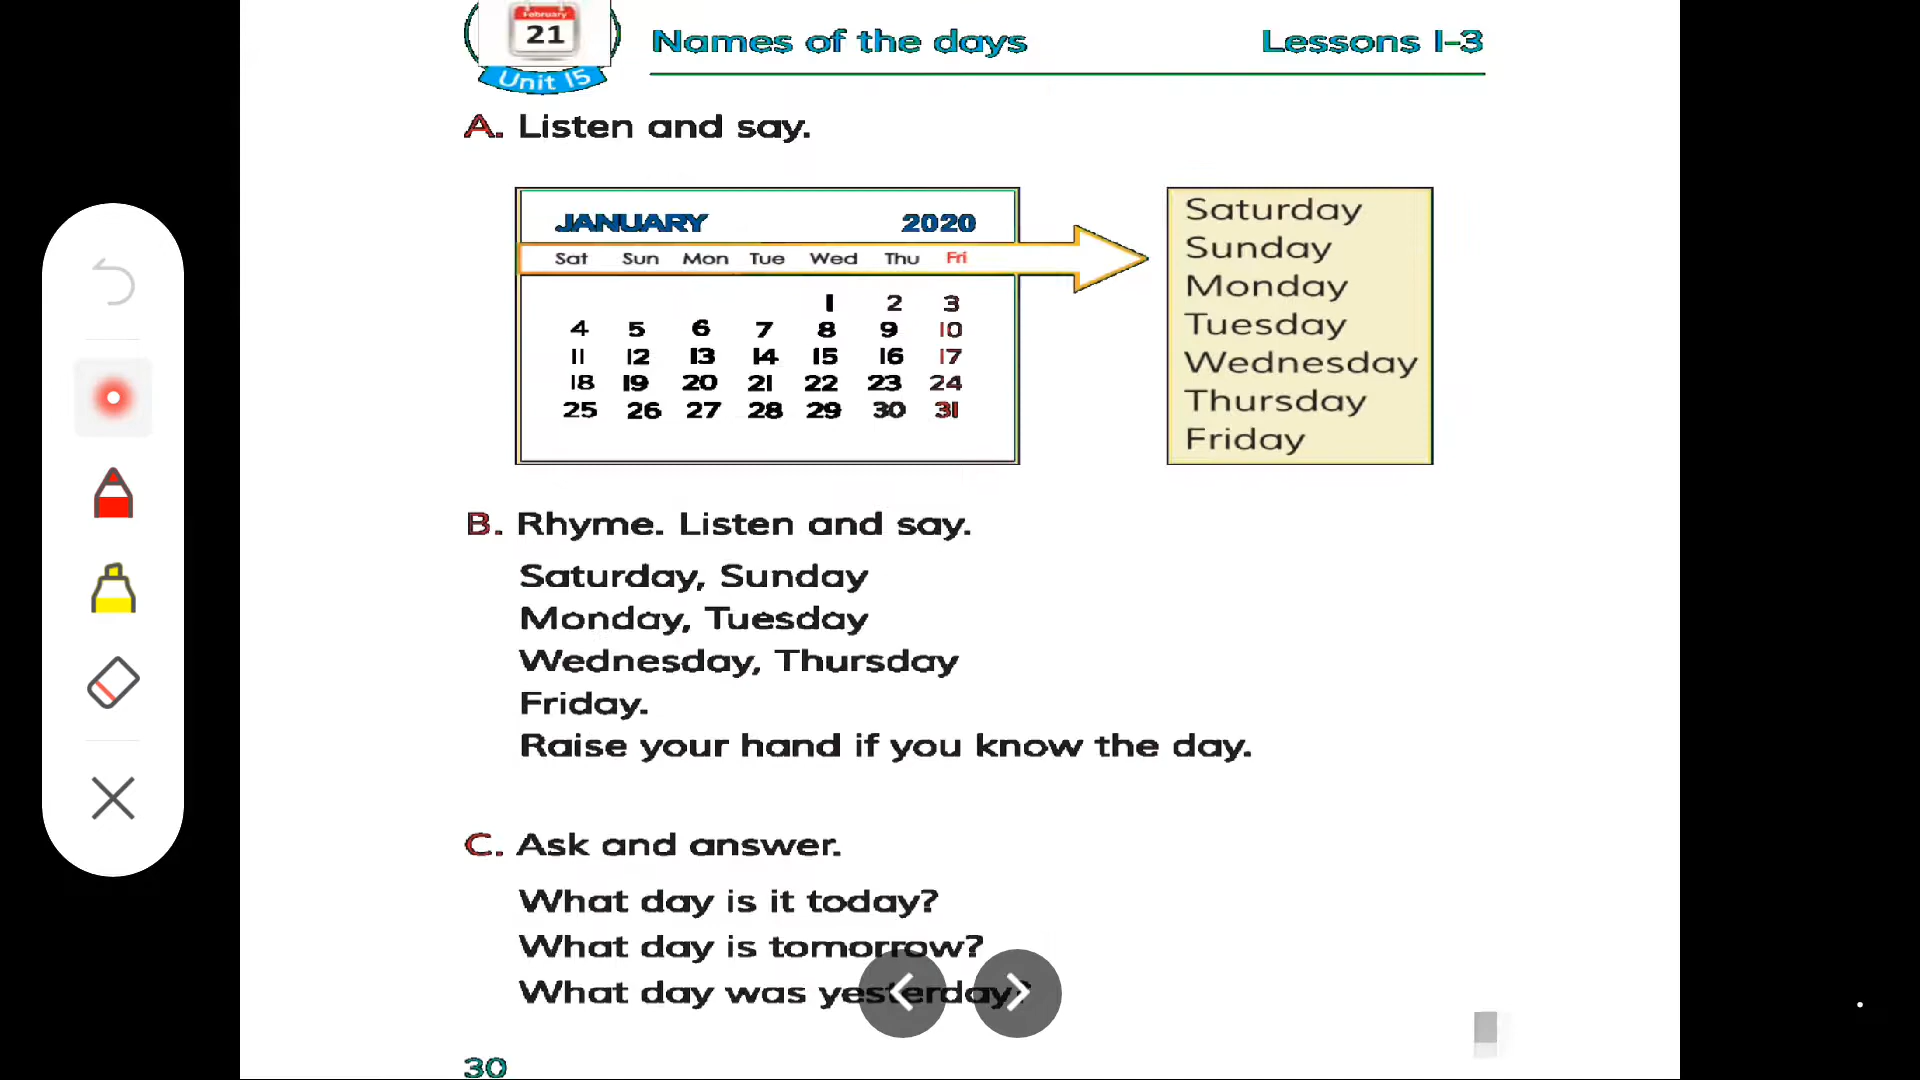 February
21
Unit 15
Names of the days Lessons 1-3
A. Listen and say.
JANUARY 2020
Sat Sun Mon Tue Wed Thu Fri
1 2 3
4 5 6 7 8 9 10
11 12 13 14 15 16 17
18 19 20 21 22 23 24
25 26 27 28 29 30 31
Saturday
Sunday
Monday
Tuesday
Wednesday
Thursday
Friday
B. Rhyme. Listen and say.
Saturday, Sunday
Monday, Tuesday
Wednesday, Thursday
Friday.
Raise your hand if you know the day.
C. Ask and answer.
What day is it today?
What day is tomorrow?
What day was yesterday?
30